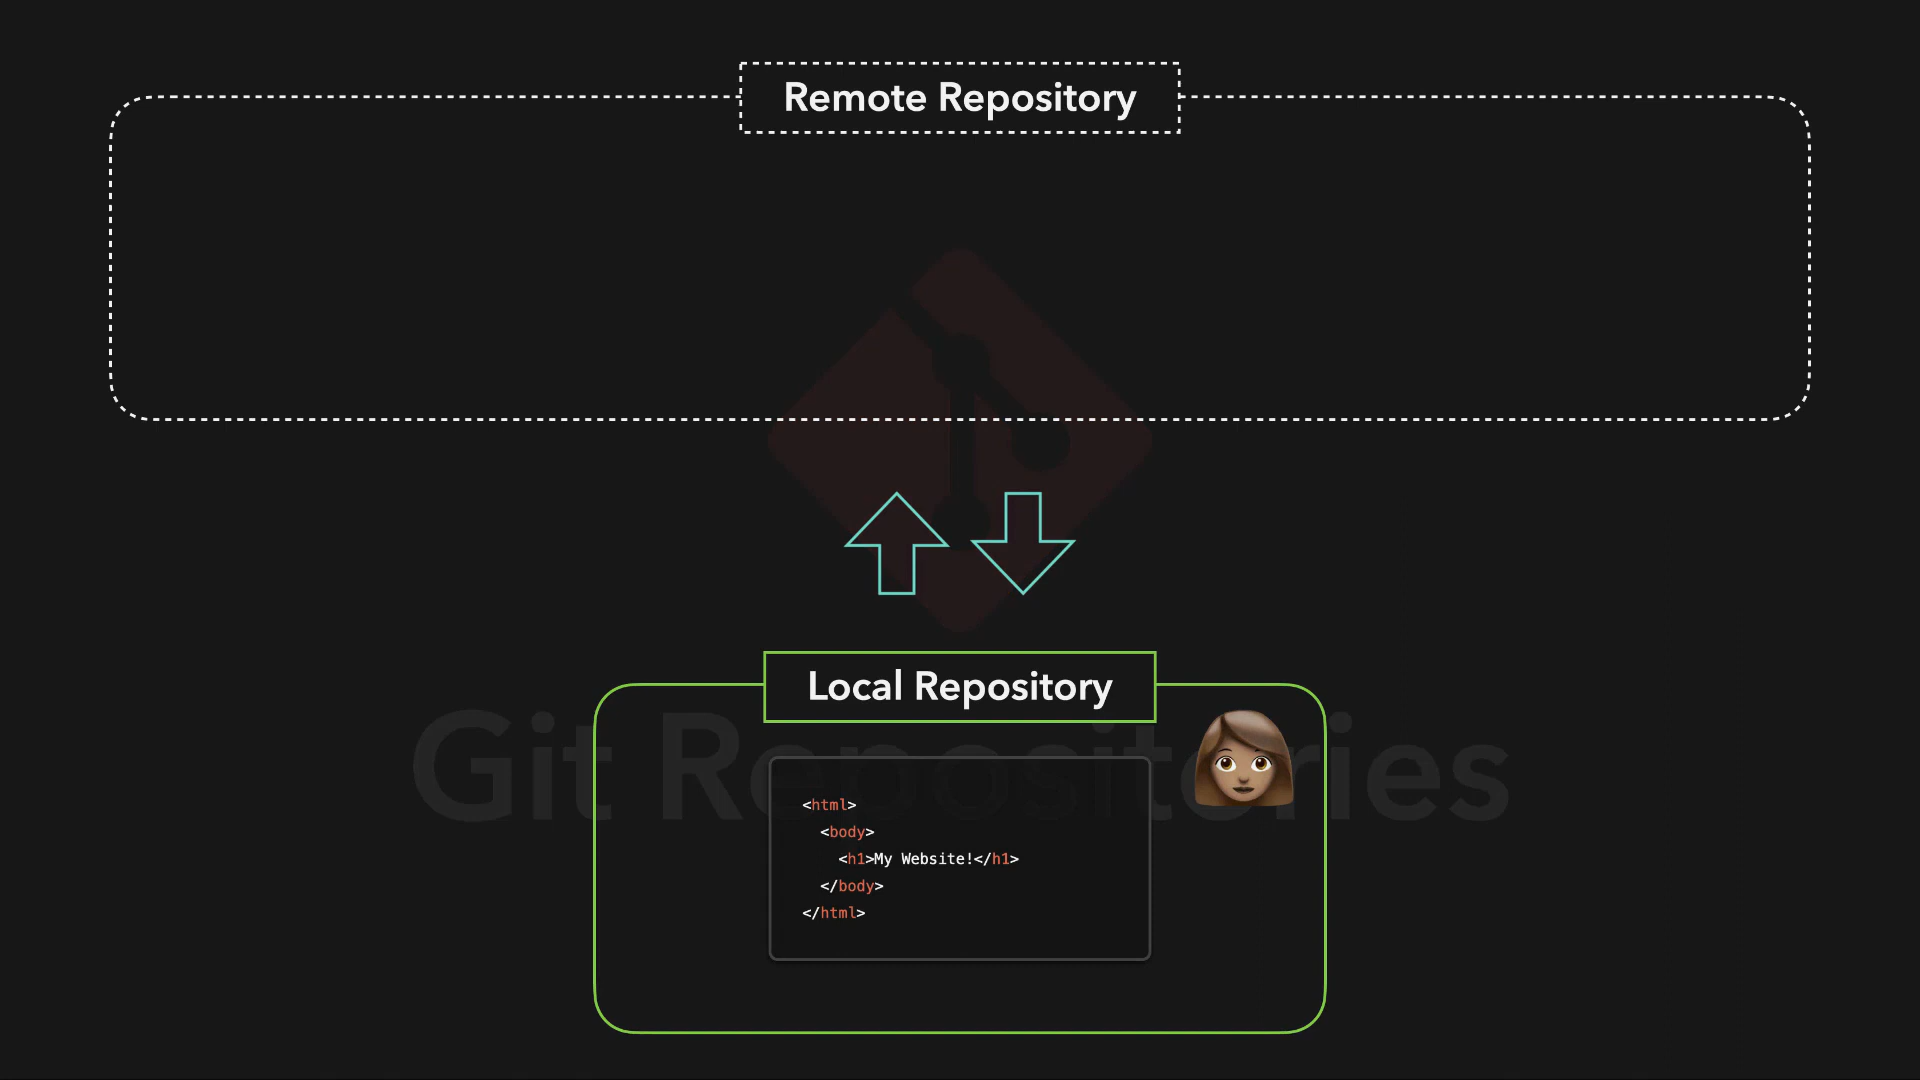 Remote Repository
Local Repository
Git Repositories
<html>
  <body>
    <h1>My Website!</h1>
  </body>
</html>